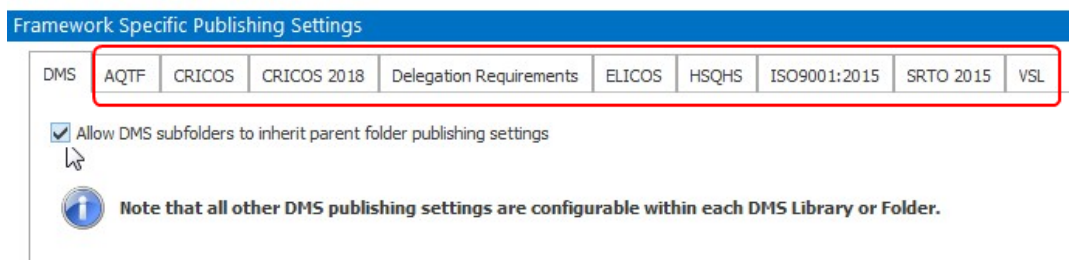 Framework Specific Publishing Settings
DMS AQTF CRICOS CRICOS 2018 Delegation Requirements ELICOS HSQHS ISO9001:2015 SRTO 2015 VSL
Allow DMS subfolders to inherit parent folder publishing settings
Note that all other DMS publishing settings are configurable within each DMS Library or Folder.